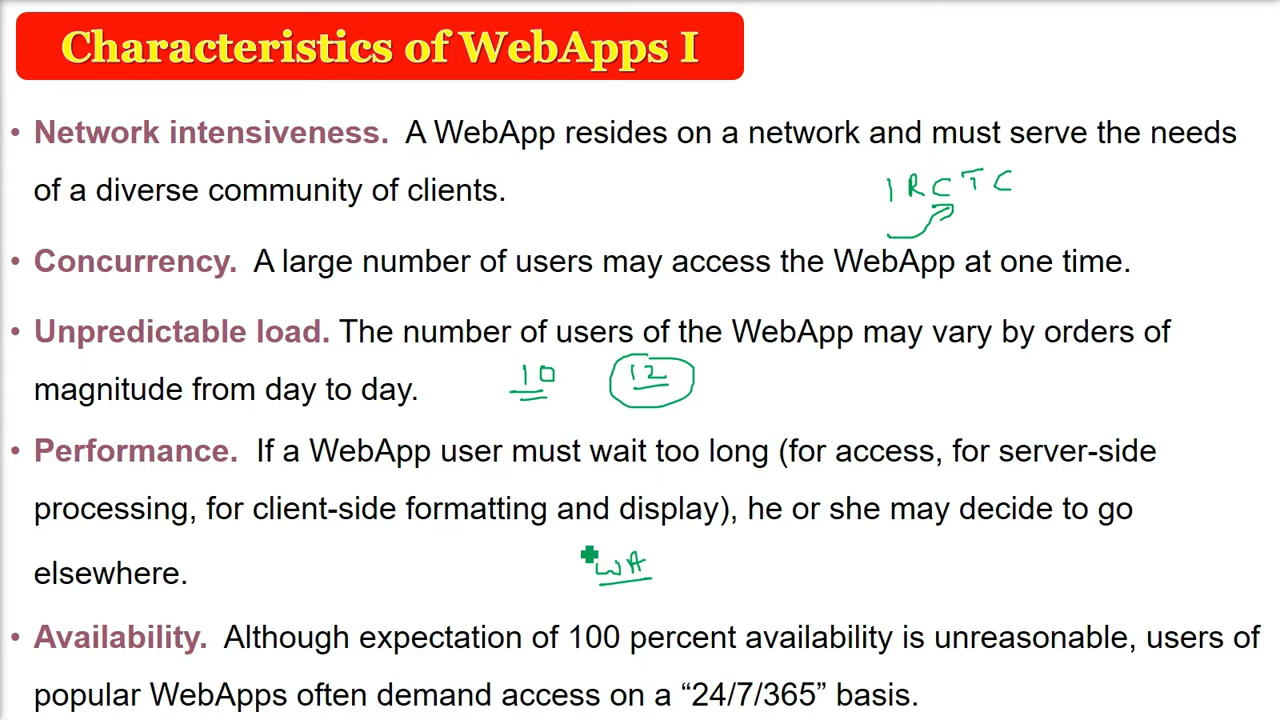 Characteristics of WebApps I
• Network intensiveness. A WebApp resides on a network and must serve the needs
of a diverse community of clients.
IRCTC
• Concurrency. A large number of users may access the WebApp at one time.
• Unpredictable load. The number of users of the WebApp may vary by orders of
magnitude from day to day. 10 12
• Performance. If a WebApp user must wait too long (for access, for server-side
processing, for client-side formatting and display), he or she may decide to go
elsewhere. WA
• Availability. Although expectation of 100 percent availability is unreasonable, users of
popular WebApps often demand access on a “24/7/365” basis.